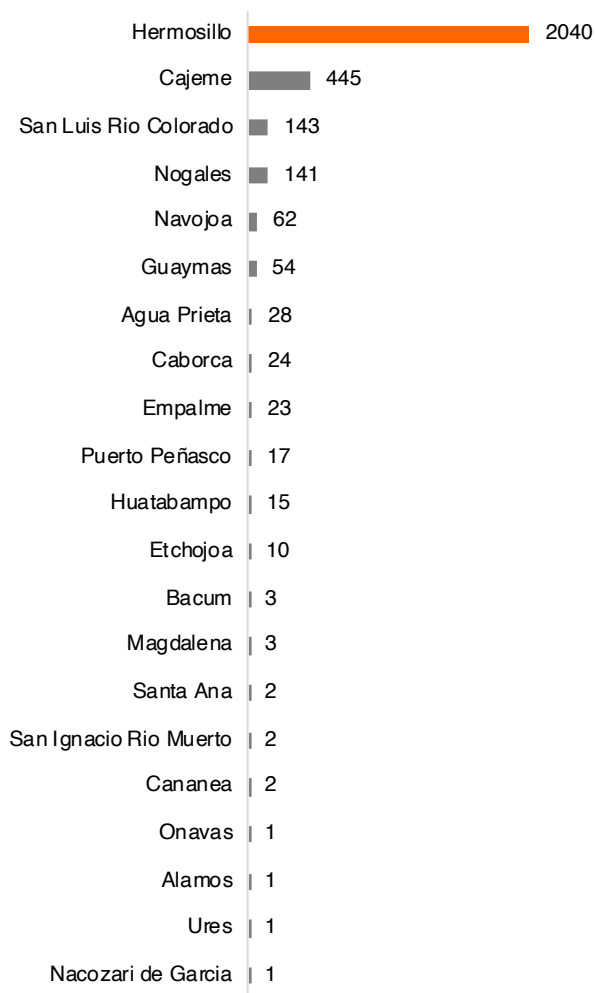 Hermosillo 2040
Cajeme 445
San Luis Rio Colorado 143
Nogales 141
Navojoa 62
Guaymas 54
Agua Prieta 28
Caborca 24
Empalme 23
Puerto Peñasco 17
Huatabampo 15
Etchojoa 10
Bacum 3
Magdalena 3
Santa Ana 2
San Ignacio Rio Muerto 2
Cananea 2
Onavas 1
Alamos 1
Ures 1
Nacozari de Garcia 1